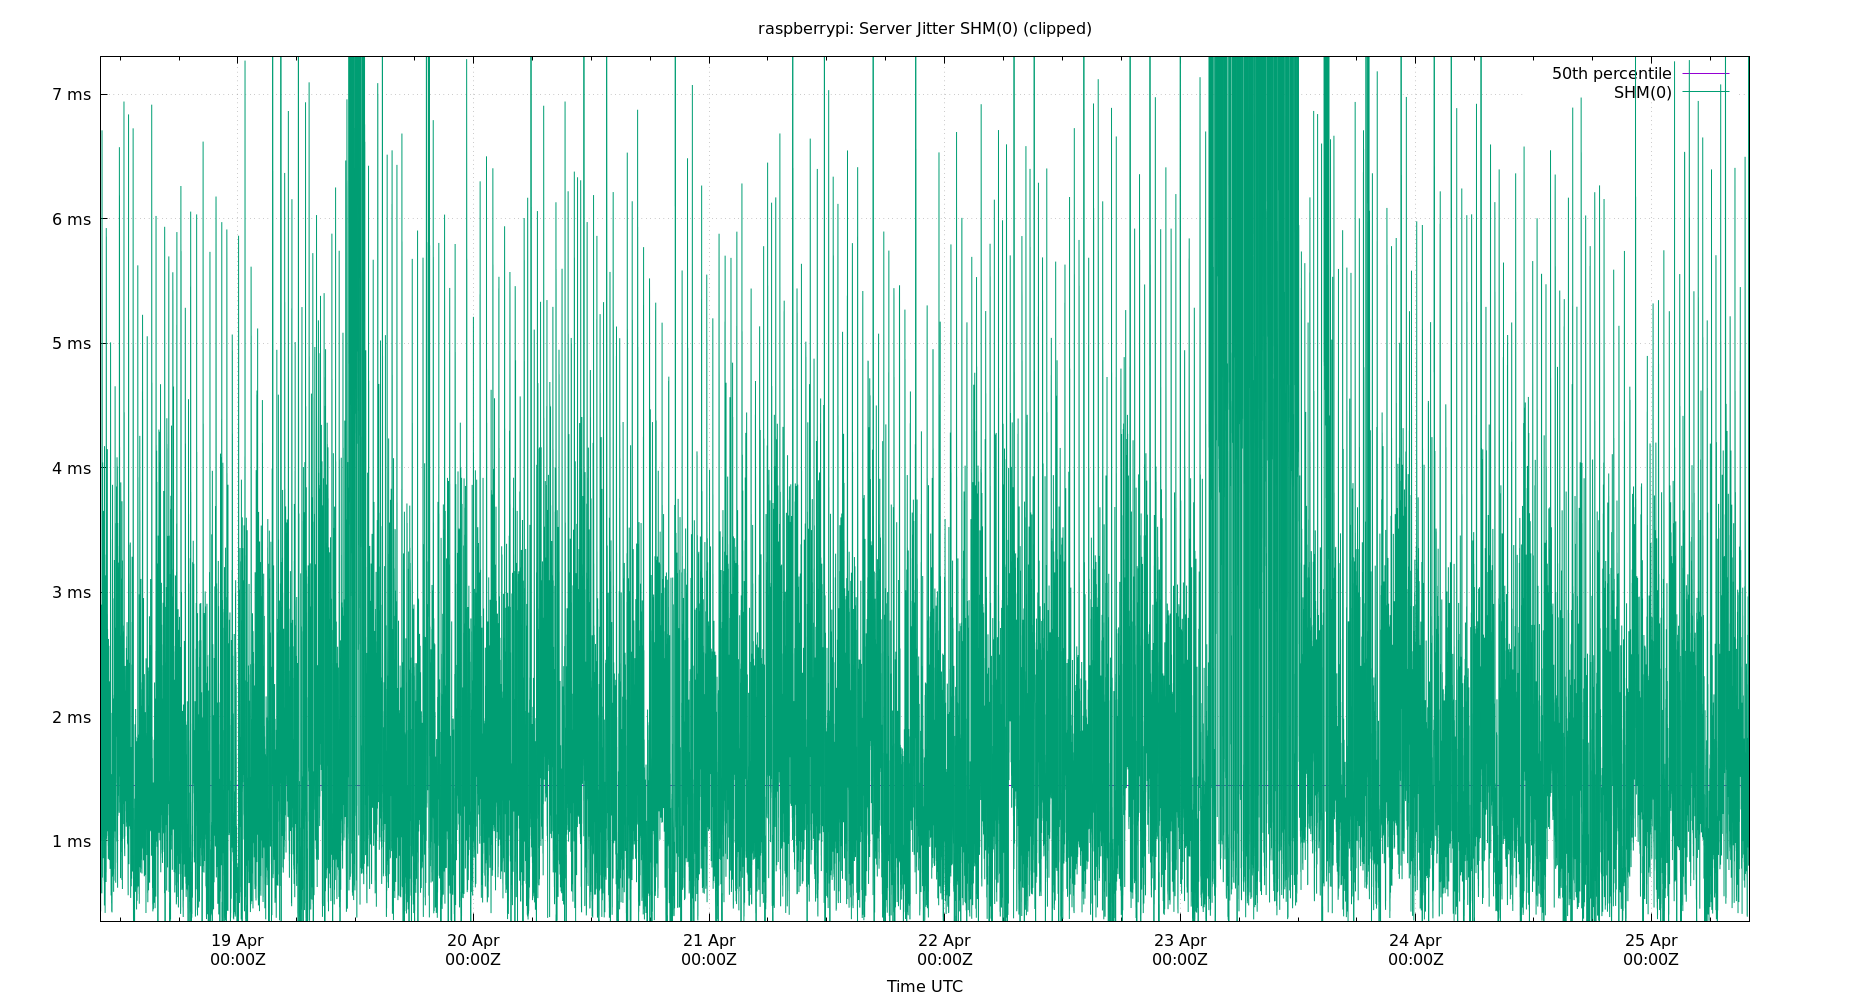 raspberrypi: Server Jitter SHM(0) (clipped)
50th percentile
SHM(0)
7 ms
6 ms
5 ms
4 ms
3 ms
2 ms
1 ms
19 Apr 20 Apr 21 Apr 22 Apr 23 Apr 24 Apr 25 Apr
00:00Z 00:00Z 00:00Z 00:00Z 00:00Z 00:00Z 00:00Z
Time UTC